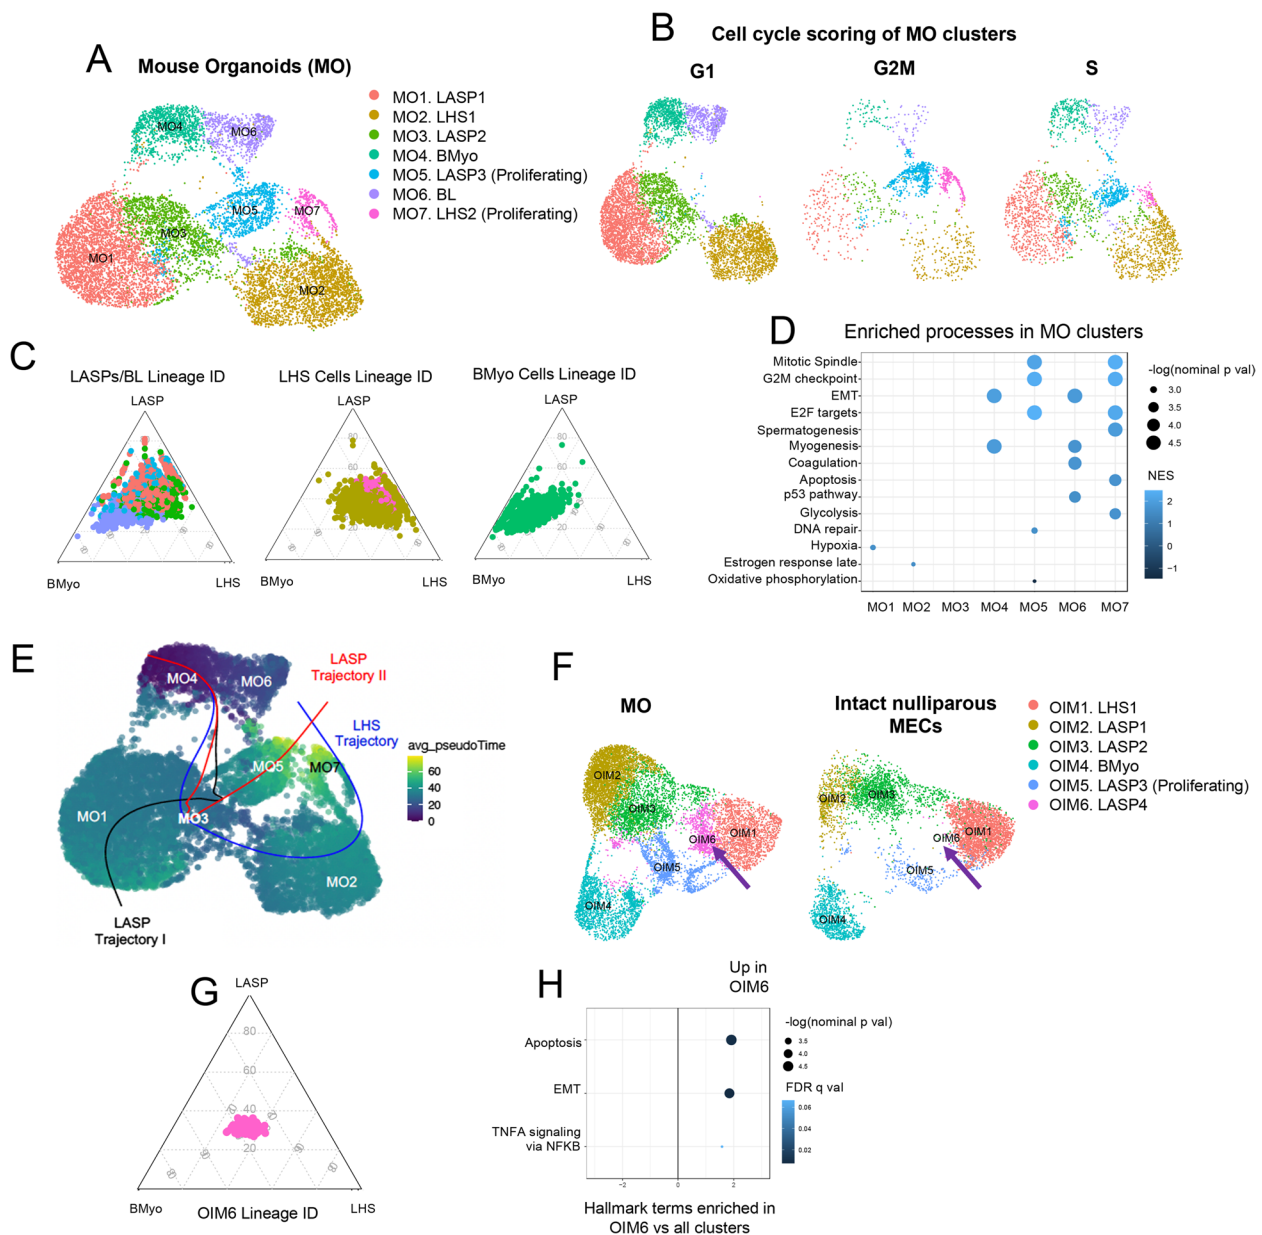 A
Mouse Organoids (MO)
MO4
MO6
MO5
MO7
MO3
MO1
MO2
MO1. LASP1
MO2. LHS1
MO3. LASP2
MO4. BMyo
MO5. LASP3 (Proliferating)
MO6. BL
MO7. LHS2 (Proliferating)
B
Cell cycle scoring of MO clusters
G1
G2M
S
C
LASPs/BL Lineage ID
LASP
BMyo
LHS
LHS Cells Lineage ID
LASP
80
60
BMyo
LHS
BMyo Cells Lineage ID
LASP
80
60
20
BMyo
LHS
D
Enriched processes in MO clusters
Mitotic Spindle
G2M checkpoint
EMT
E2F targets
Spermatogenesis
Myogenesis
Coagulation
Apoptosis
p53 pathway
Glycolysis
DNA repair
Hypoxia
Estrogen response late
Oxidative phosphorylation
MO1 MO2 MO3 MO4 MO5 MO6 MO7
-log(nominal p val)
3.0
3.5
4.0
4.5
NES
2
1
0
−1
E
MO4
MO6
MO5
MO7
MO1
MO3
MO2
LASP
Trajectory II
LHS
Trajectory
LASP
Trajectory I
avg_pseudoTime
80
60
40
20
0
F
MO
OIM2
OIM3
OIM6
OIM1
OIM5
OIM4
Intact nulliparous
MECs
OIM2
OIM3
OIM6
OIM1
OIM5
OIM4
OIM1. LHS1
OIM2. LASP1
OIM3. LASP2
OIM4. BMyo
OIM5. LASP3 (Proliferating)
OIM6. LASP4
G
LASP
80
60
40
20
BMyo
LHS
OIM6 Lineage ID
H
Up in
OIM6
Apoptosis
EMT
TNFA signaling
via NFKB
−2 0 2
Hallmark terms enriched in
OIM6 vs all clusters
-log(nominal p val)
3.5
4.0
4.5
FDR q val
0.06
0.04
0.02